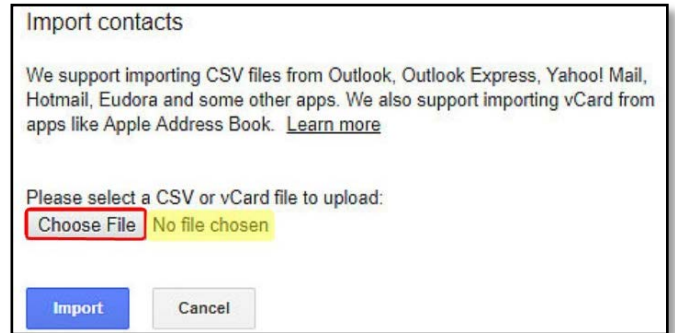 Import contacts
We support importing CSV files from Outlook, Outlook Express, Yahoo! Mail,
Hotmail, Eudora and some other apps. We also support importing vCard from
apps like Apple Address Book. Learn more
Please select a CSV or vCard file to upload:
Choose File No file chosen
Import Cancel